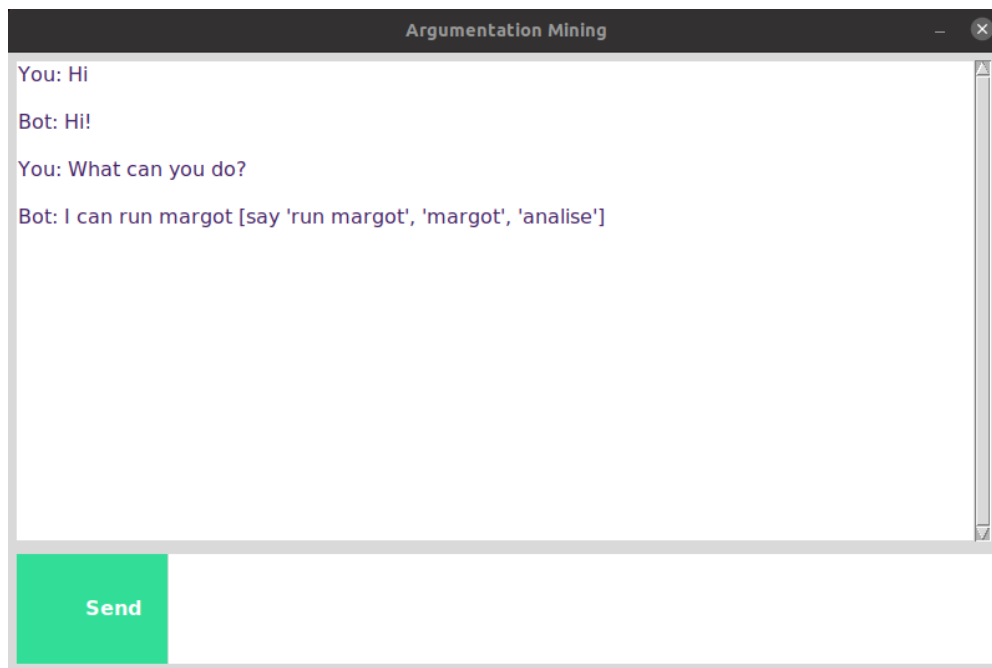 Argumentation Mining
You: Hi
Bot: Hi!
You: What can you do?
Bot: I can run margot [say 'run margot', 'margot', 'analise']
Send